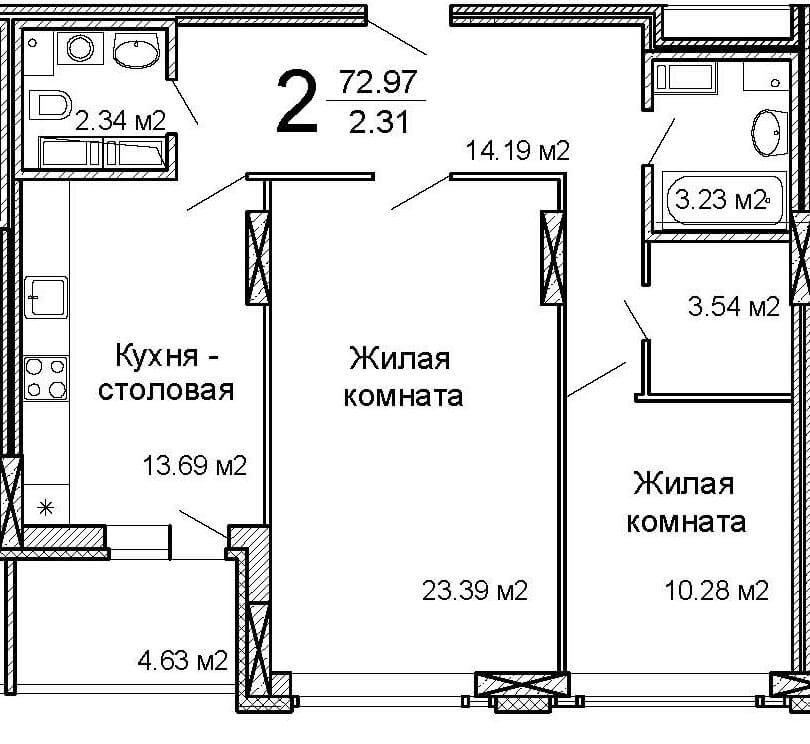 2
72.97
2.31
2.34 м2
14.19 м2
3.23 м2
3.54 м2
Кухня -
столовая
13.69 м2
Жилая
комната
23.39 м2
Жилая
комната
10.28 м2
4.63 м2